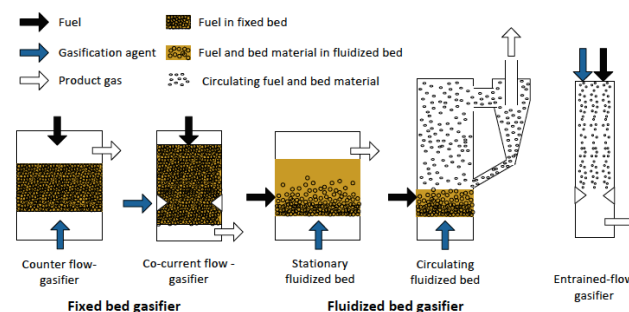 Fuel
Fuel in fixed bed
Gasification agent
Fuel and bed material in fluidized bed
Product gas
Circulating fuel and bed material
Counter flow-
gasifier
Co-current flow -
gasifier
Stationary
fluidized bed
Circulating
fluidized bed
Entrained-flow
gasifier
Fixed bed gasifier
Fluidized bed gasifier